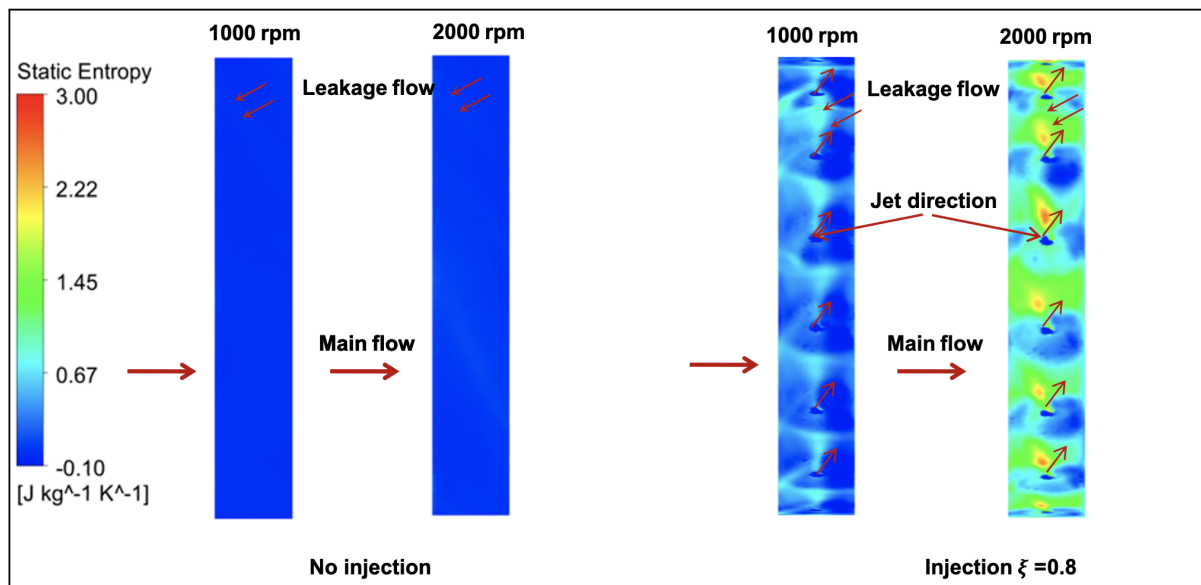 1000 rpm
2000 rpm
1000 rpm
2000 rpm
Static Entropy
3.00
2.22
1.45
0.67
-0.10
[J kg^-1 K^-1]
Leakage flow
Leakage flow
Jet direction
Main flow
Main flow
No injection
Injection ξ =0.8